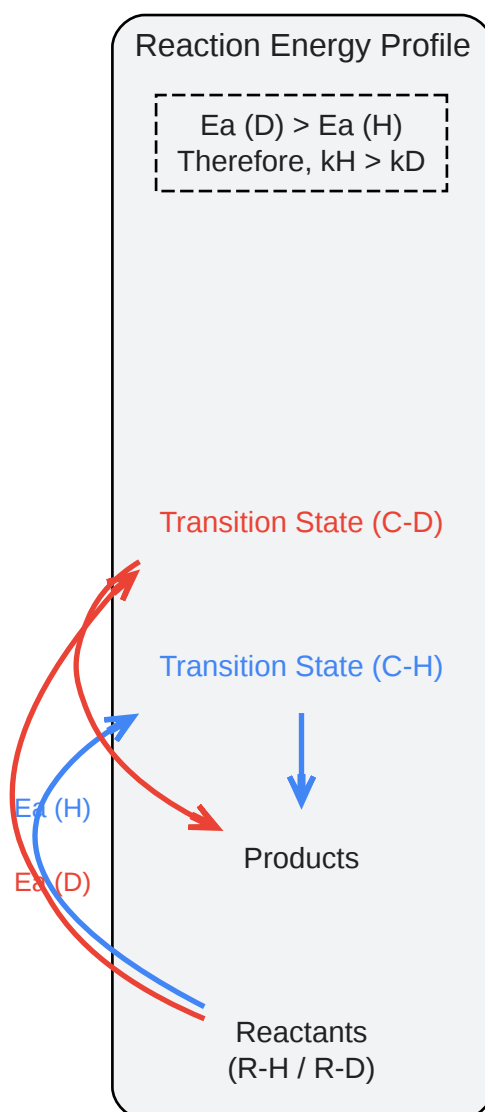 Reaction Energy Profile
Ea (D) > Ea (H)
Therefore, kH > kD
Transition State (C-D)
Transition State (C-H)
Ea (H)
Products
Ea (D)
Reactants
(R-H / R-D)